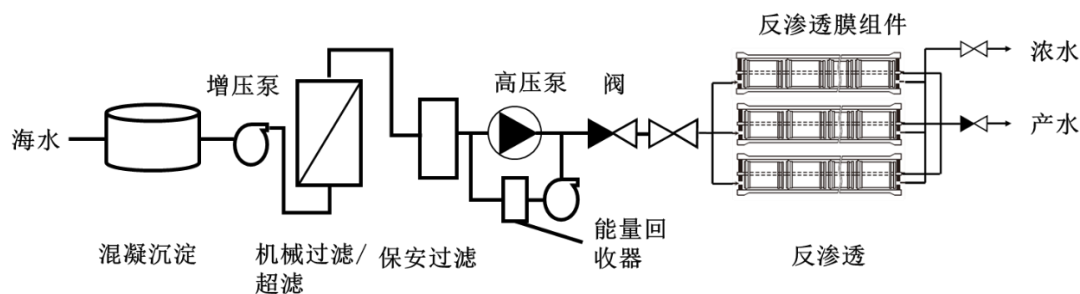 反渗透膜组件
浓水
增压泵
高压泵
阀
海水
产水
能量回
收器
混凝沉淀
机械过滤/
超滤
保安过滤
反渗透